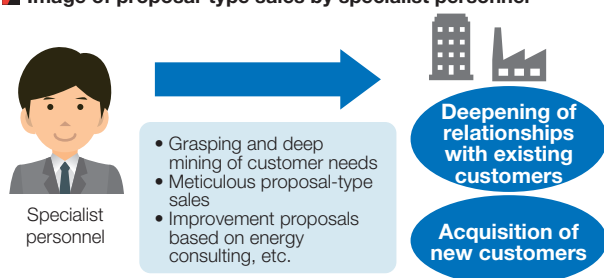 Image of proposal-type sales by specialist personnel
Specialist
personnel
• Grasping and deep
mining of customer needs
• Meticulous proposal-type
sales
• Improvement proposals
based on energy
consulting, etc.
Deepening of
relationships
with existing
customers
Acquisition of
new customers